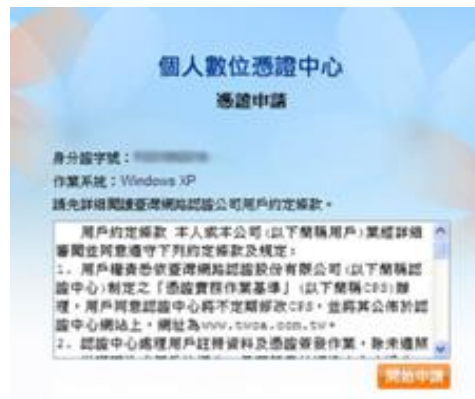 個人數位憑證中心
憑證申請
身分證字號：
作業系統：Windows XP
請先詳細閱讀臺灣網路認證公司用戶約定條款。
用戶約定條款 本人或本公司(以下簡稱用戶)業經詳細
審閱並同意遵守下列約定條款及規定：
1. 用戶權責悉依臺灣網路認證股份有限公司(以下簡稱認
證中心)制定之「憑證實務作業基準」(以下簡稱CPS)辦
理，用戶同意認證中心將不定期修改CPS，並將其公佈於認
證中心網站上，網址為www.twca.com.tw。
2. 認證中心處理用戶註冊資料及憑證簽發作業，除未遵照
開始申請